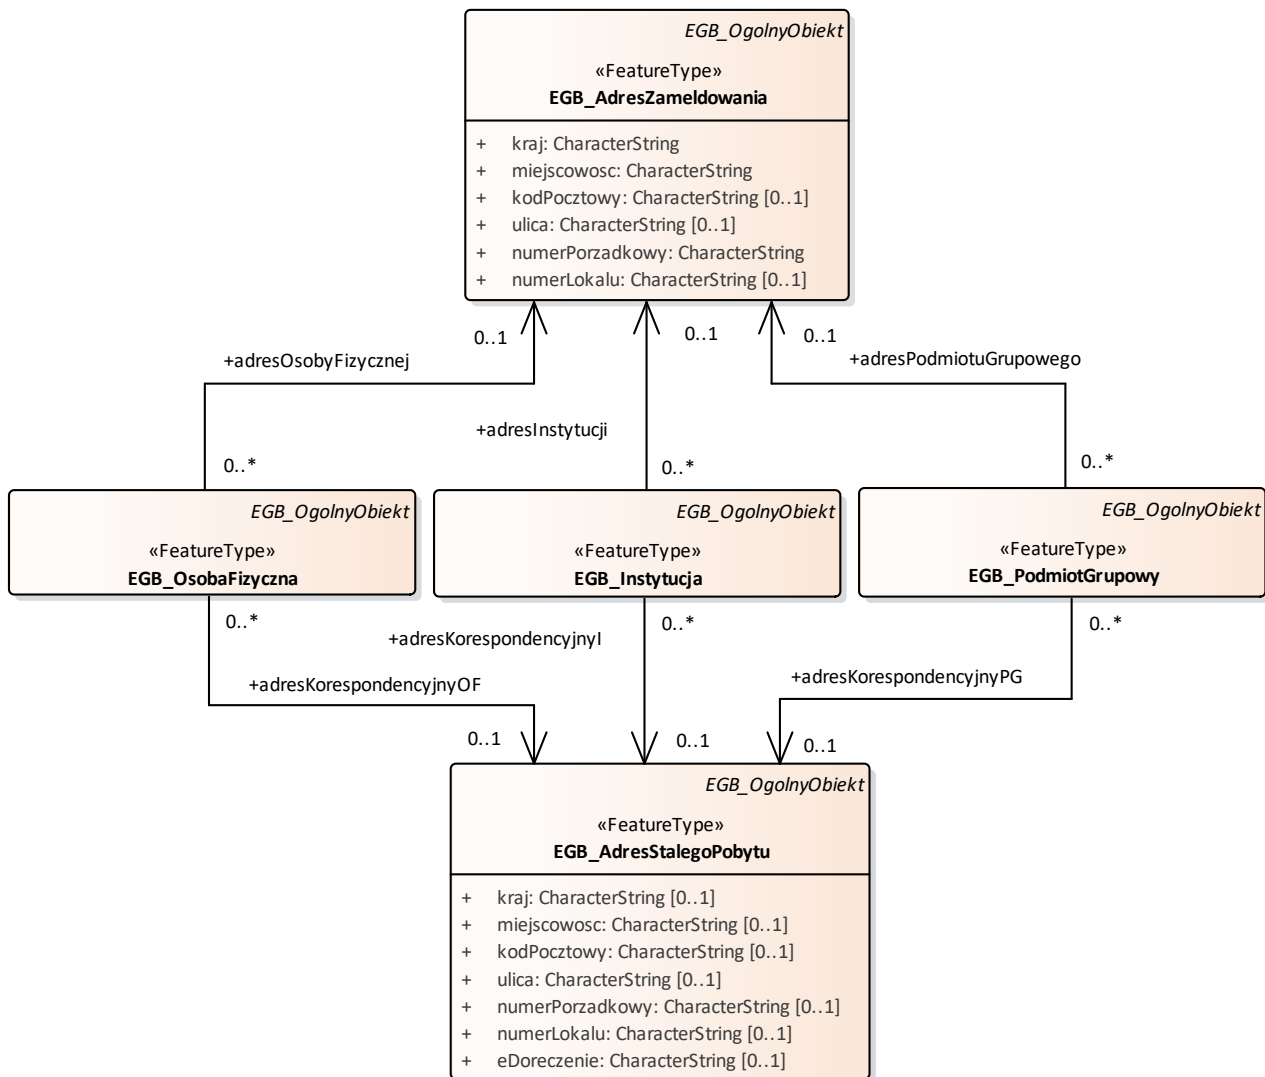 EGB_OgolnyObiekt
«FeatureType»
EGB_AdresZameldowania
+ kraj: CharacterString
+ miejscowosc: CharacterString
+ kodPocztowy: CharacterString [0..1]
+ ulica: CharacterString [0..1]
+ numerPorzadkowy: CharacterString
+ numerLokalu: CharacterString [0..1]
0..1
0..1
0..1
+adresOsobyFizycznej
+adresPodmiotuGrupowego
+adresInstytucji
0..*
0..*
0..*
EGB_OgolnyObiekt
«FeatureType»
EGB_OsobaFizyczna
EGB_OgolnyObiekt
«FeatureType»
EGB_Instytucja
EGB_OgolnyObiekt
«FeatureType»
EGB_PodmiotGrupowy
0..*
0..*
0..*
+adresKorespondencyjnyI
+adresKorespondencyjnyOF
+adresKorespondencyjnyPG
0..1
0..1
0..1
EGB_OgolnyObiekt
«FeatureType»
EGB_AdresStalegoPobytu
+ kraj: CharacterString [0..1]
+ miejscowosc: CharacterString [0..1]
+ kodPocztowy: CharacterString [0..1]
+ ulica: CharacterString [0..1]
+ numerPorzadkowy: CharacterString [0..1]
+ numerLokalu: CharacterString [0..1]
+ eDoreczenie: CharacterString [0..1]